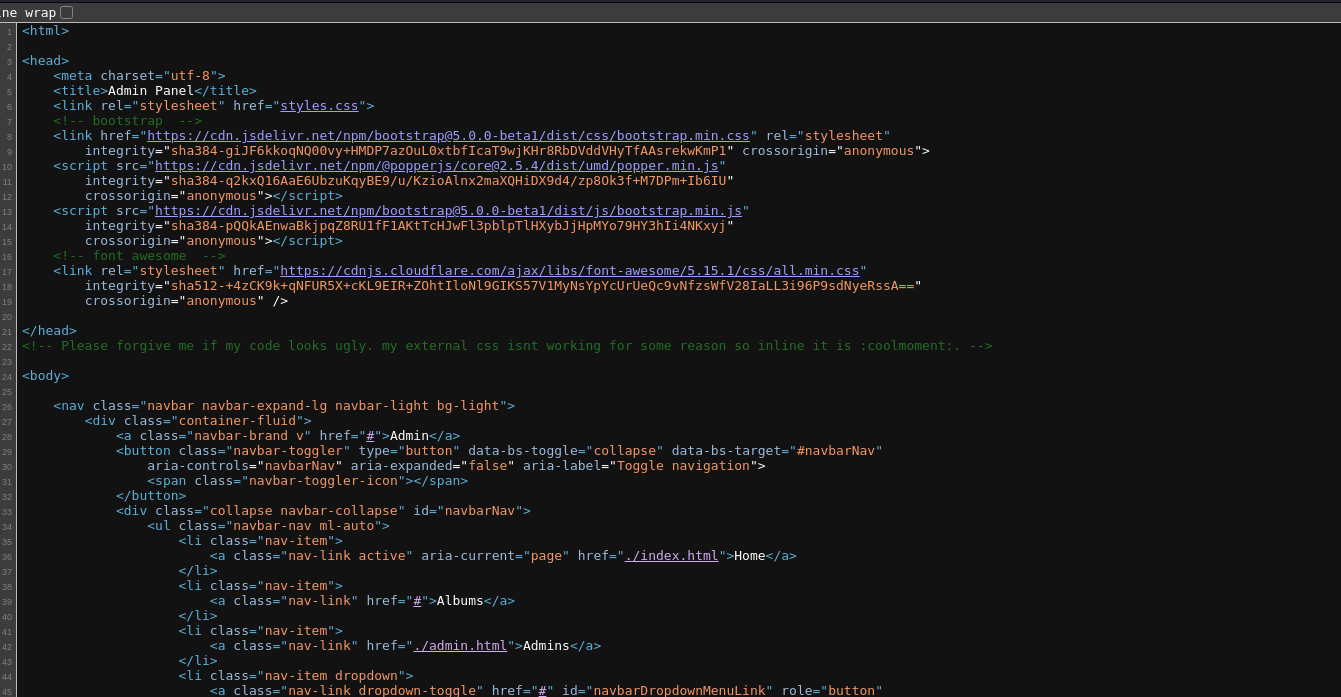 ne wrap
1 <html>
2
3 <head>
4 <meta charset="utf-8">
5 <title>Admin Panel</title>
6 <link rel="stylesheet" href="styles.css">
7 <!-- bootstrap  -->
8 <link href="https://cdn.jsdelivr.net/npm/bootstrap@5.0.0-beta1/dist/css/bootstrap.min.css" rel="stylesheet"
9 integrity="sha384-giJF6kkoqNQ00vy+HMDP7azOuL0xtbfIcaT9wjKHr8RbDVddVHyTfAAsrekwKmP1" crossorigin="anonymous">
10 <script src="https://cdn.jsdelivr.net/npm/@popperjs/core@2.5.4/dist/umd/popper.min.js"
11 integrity="sha384-q2kxQ16AaE6UbzuKqyBE9/u/KzioAlnx2maXQHiDX9d4/zp8Ok3f+M7DPm+Ib6IU"
12 crossorigin="anonymous"></script>
13 <script src="https://cdn.jsdelivr.net/npm/bootstrap@5.0.0-beta1/dist/js/bootstrap.min.js"
14 integrity="sha384-pQQkAEnwaBkjpqZ8RU1fF1AKtTcHJwFl3pblpTlHXybJjHpMYo79HY3hIi4NKxyj"
15 crossorigin="anonymous"></script>
16 <!-- font awesome  -->
17 <link rel="stylesheet" href="https://cdnjs.cloudflare.com/ajax/libs/font-awesome/5.15.1/css/all.min.css"
18 integrity="sha512-+4zCK9k+qNFUR5X+cKL9EIR+ZOhtIloNl9GIKS57V1MyNsYpYcUrUeQc9vNfzsWfV28IaLL3i96P9sdNyeRssA=="
19 crossorigin="anonymous" />
20
21 </head>
22 <!-- Please forgive me if my code looks ugly. my external css isnt working for some reason so inline it is :coolmoment:. -->
23
24 <body>
25
26 <nav class="navbar navbar-expand-lg navbar-light bg-light">
27 <div class="container-fluid">
28 <a class="navbar-brand v" href="#">Admin</a>
29 <button class="navbar-toggler" type="button" data-bs-toggle="collapse" data-bs-target="#navbarNav"
30 aria-controls="navbarNav" aria-expanded="false" aria-label="Toggle navigation">
31 <span class="navbar-toggler-icon"></span>
32 </button>
33 <div class="collapse navbar-collapse" id="navbarNav">
34 <ul class="navbar-nav ml-auto">
35 <li class="nav-item">
36 <a class="nav-link active" aria-current="page" href="./index.html">Home</a>
37 </li>
38 <li class="nav-item">
39 <a class="nav-link" href="#">Albums</a>
40 </li>
41 <li class="nav-item">
42 <a class="nav-link" href="./admin.html">Admins</a>
43 </li>
44 <li class="nav-item dropdown">
45 <a class="nav-link dropdown-toggle" href="#" id="navbarDropdownMenuLink" role="button"